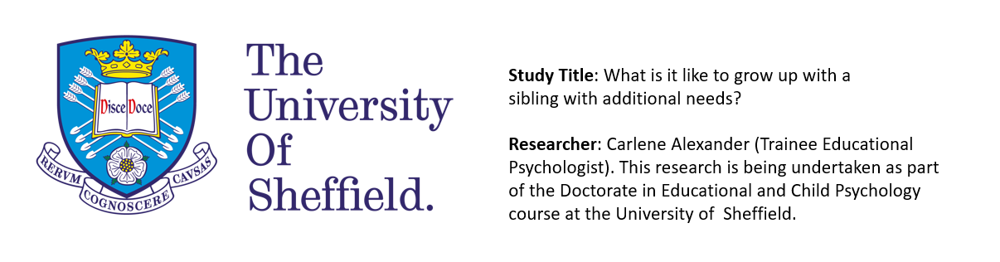 Disce Doce
RERVM
COGNOSCERE
CAVSAS
The
University
Of
Sheffield.
Study Title: What is it like to grow up with a
sibling with additional needs?
Researcher: Carlene Alexander (Trainee Educational
Psychologist). This research is being undertaken as part
of the Doctorate in Educational and Child Psychology
course at the University of  Sheffield.